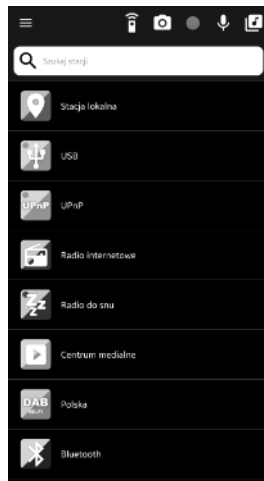 Szukaj stacji
Stacja lokalna
USB
UPnP
UPnP
Radio internetowe
Z Z Z
Radio do snu
Centrum medialne
DAB
Polska
Bluetooth